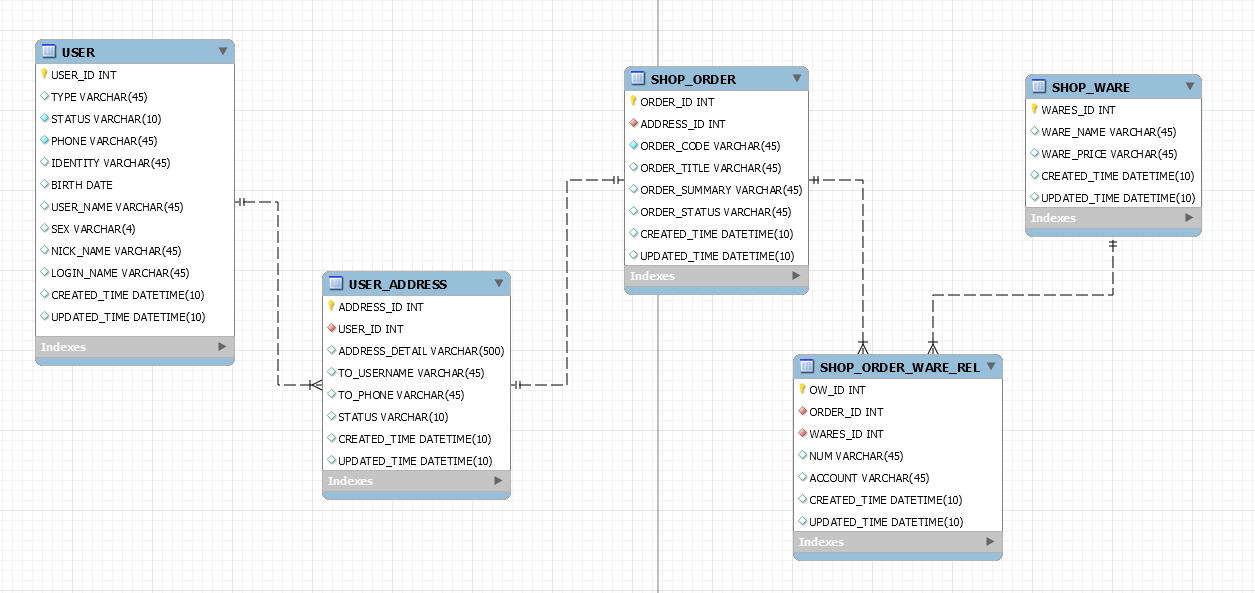 USER
USER_ID INT
TYPE VARCHAR(45)
STATUS VARCHAR(10)
PHONE VARCHAR(45)
IDENTITY VARCHAR(45)
BIRTH DATE
USER_NAME VARCHAR(45)
SEX VARCHAR(4)
NICK_NAME VARCHAR(45)
LOGIN_NAME VARCHAR(45)
CREATED_TIME DATETIME(10)
UPDATED_TIME DATETIME(10)
Indexes
USER_ADDRESS
ADDRESS_ID INT
USER_ID INT
ADDRESS_DETAIL VARCHAR(500)
TO_USERNAME VARCHAR(45)
TO_PHONE VARCHAR(45)
STATUS VARCHAR(10)
CREATED_TIME DATETIME(10)
UPDATED_TIME DATETIME(10)
Indexes
SHOP_ORDER
ORDER_ID INT
ADDRESS_ID INT
ORDER_CODE VARCHAR(45)
ORDER_TITLE VARCHAR(45)
ORDER_SUMMARY VARCHAR(45)
ORDER_STATUS VARCHAR(45)
CREATED_TIME DATETIME(10)
UPDATED_TIME DATETIME(10)
Indexes
SHOP_WARE
WARES_ID INT
WARE_NAME VARCHAR(45)
WARE_PRICE VARCHAR(45)
CREATED_TIME DATETIME(10)
UPDATED_TIME DATETIME(10)
Indexes
SHOP_ORDER_WARE_REL
OW_ID INT
ORDER_ID INT
WARES_ID INT
NUM VARCHAR(45)
ACCOUNT VARCHAR(45)
CREATED_TIME DATETIME(10)
UPDATED_TIME DATETIME(10)
Indexes